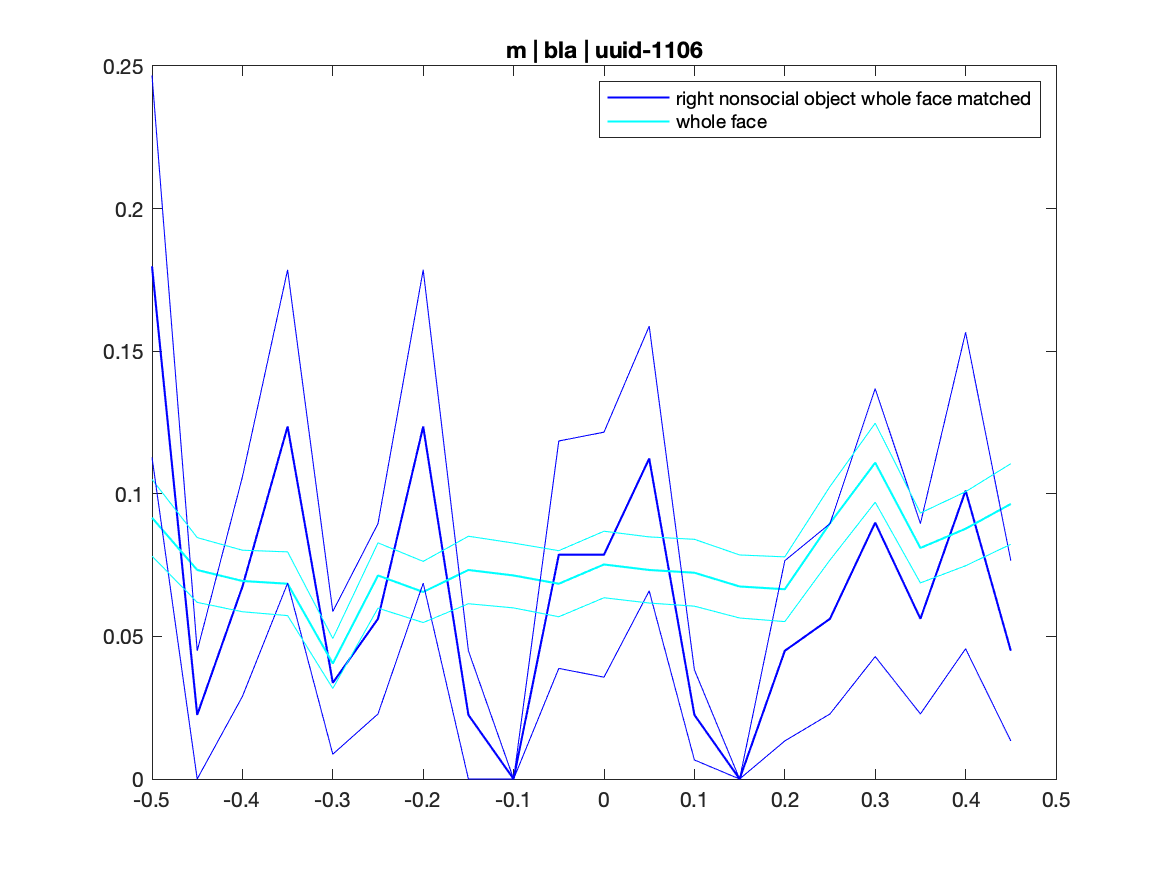 m | bla | uuid-1106
right nonsocial object whole face matched
whole face
0.25
0.2
0.15
0.1
0.05
0
-0.5 -0.4 -0.3 -0.2 -0.1 0 0.1 0.2 0.3 0.4 0.5